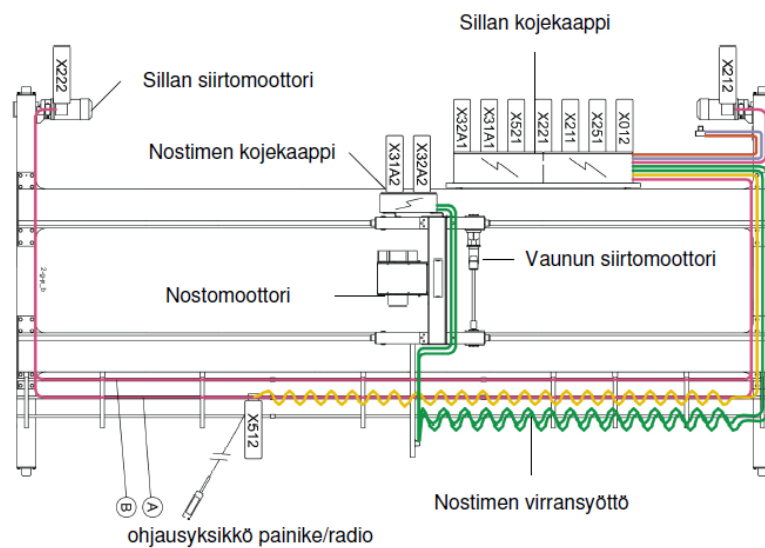 Sillan kojekaappi
X222
Sillan siirtomoottori
X212
X32A1
X31A1
X521
X221
X211
X251
X012
Nostimen kojekaappi
X31A2
X32A2
Vaunun siirtomoottori
Nostomoottori
X512
B
A
Nostimen virransyöttö
ohjausyksikkö painike/radio